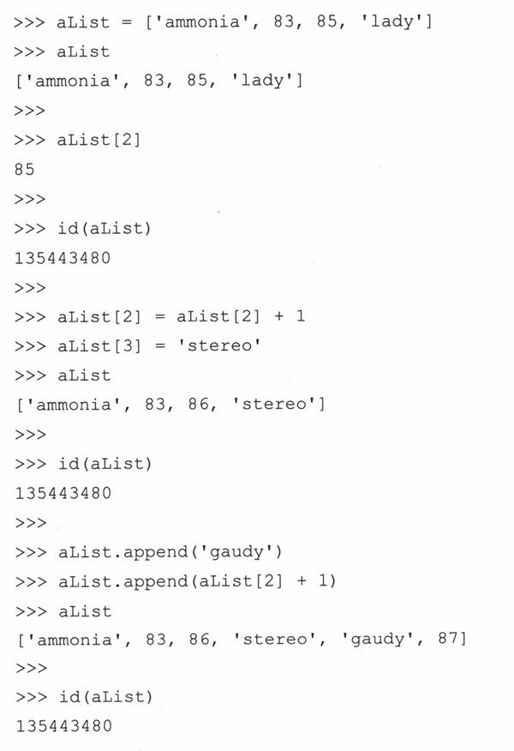 >>> aList = ['ammonia', 83, 85, 'lady']
>>> aList
['ammonia', 83, 85, 'lady']
>>>
>>> aList[2]
85
>>>
>>> id(aList)
135443480
>>>
>>> aList[2] = aList[2] + 1
>>> aList[3] = 'stereo'
>>> aList
['ammonia', 83, 86, 'stereo']
>>>
>>> id(aList)
135443480
>>>
>>> aList.append('gaudy')
>>> aList.append(aList[2] + 1)
>>> aList
['ammonia', 83, 86, 'stereo', 'gaudy', 87]
>>>
>>> id(aList)
135443480